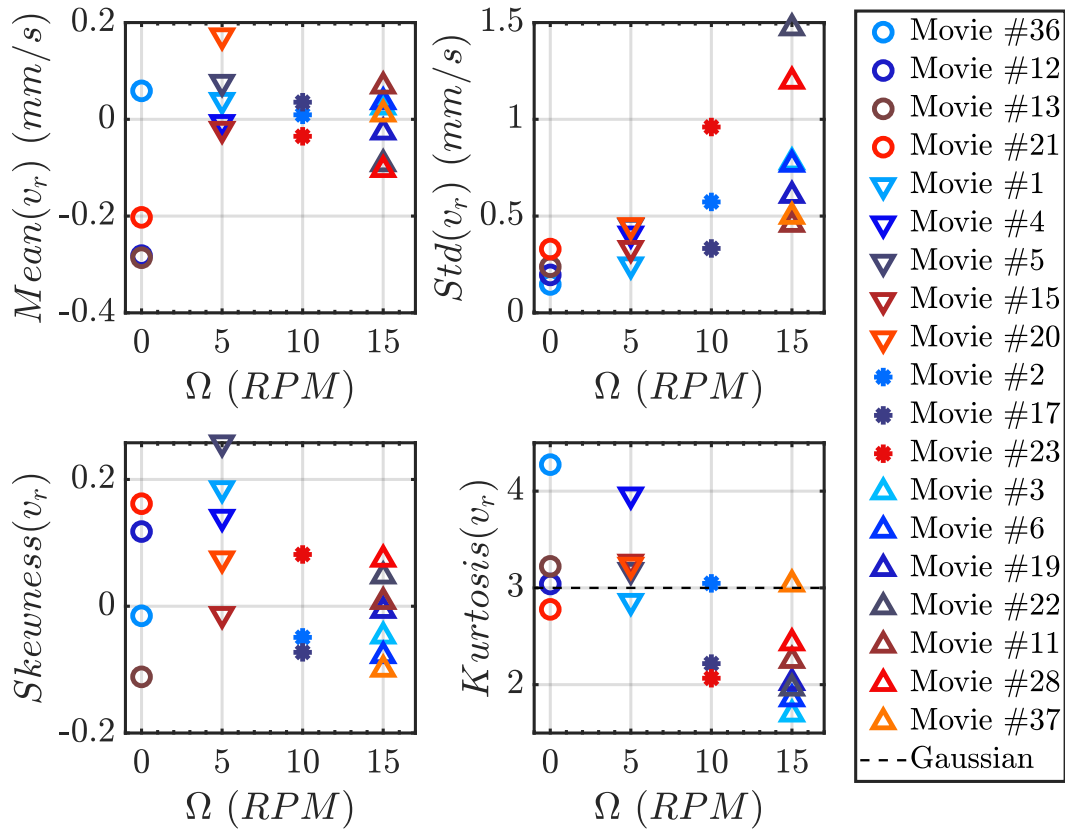 0.2
0
-0.2
-0.4
Mean(v_r) (mm/s)
0 5 10 15
Ω (RPM)
1.5
1
0.5
0
Std(v_r) (mm/s)
0 5 10 15
Ω (RPM)
0.2
0
-0.2
Skewness(v_r)
0 5 10 15
Ω (RPM)
4
3
2
Kurtosis(v_r)
0 5 10 15
Ω (RPM)
Movie #36
Movie #12
Movie #13
Movie #21
Movie #1
Movie #4
Movie #5
Movie #15
Movie #20
Movie #2
Movie #17
Movie #23
Movie #3
Movie #6
Movie #19
Movie #22
Movie #11
Movie #28
Movie #37
Gaussian